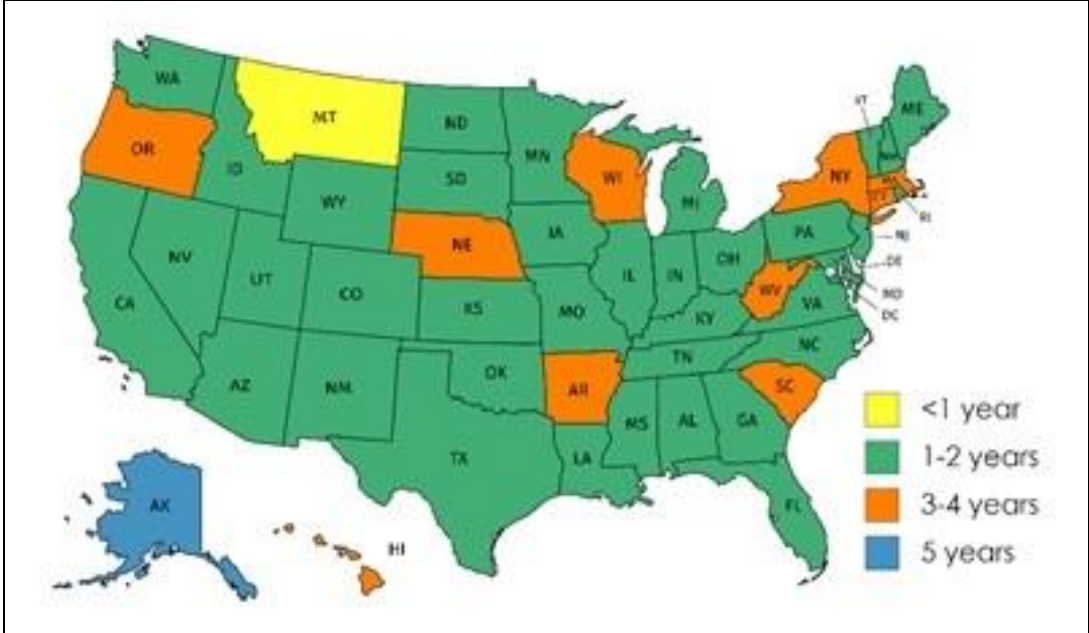 WA
MT
ND
MN
VT
ME
NH
OR
ID
SD
WI
MI
NY
MA
CT
RI
WY
IA
PA
NJ
NE
OH
DE
NV
UT
CO
IL
IN
WV
VA
MD
DC
CA
KS
MO
KY
NC
TN
AZ
NM
OK
AR
SC
MS
AL
GA
TX
LA
FL
AK
HI
<1 year
1-2 years
3-4 years
5 years